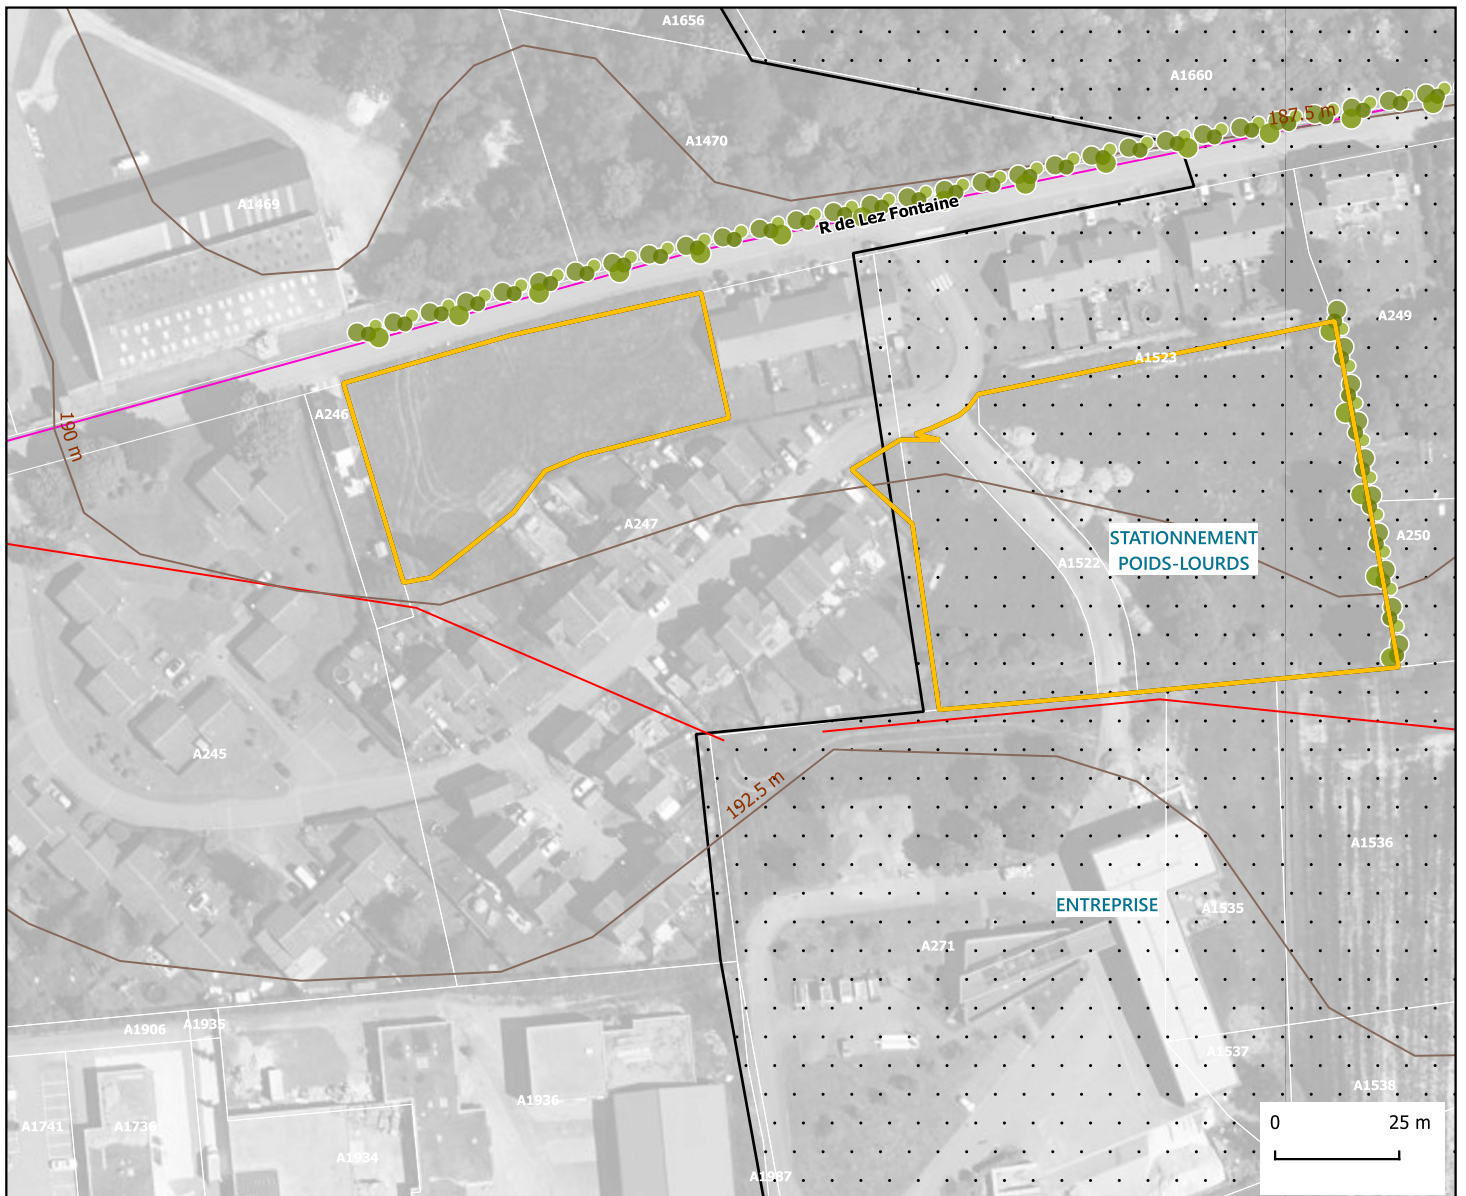 A1656
A1660
187.5 m
A1470
A1469
R de Lez Fontaine
A249
A1523
A246
190 m
A247
STATIONNEMENT
POIDS-LOURDS
A250
A1522
A245
192.5 m
A1536
ENTREPRISE
A1535
A271
A1906
A1935
A1537
A1538
A1936
A1741
A1736
A1934
A1987
0 25 m